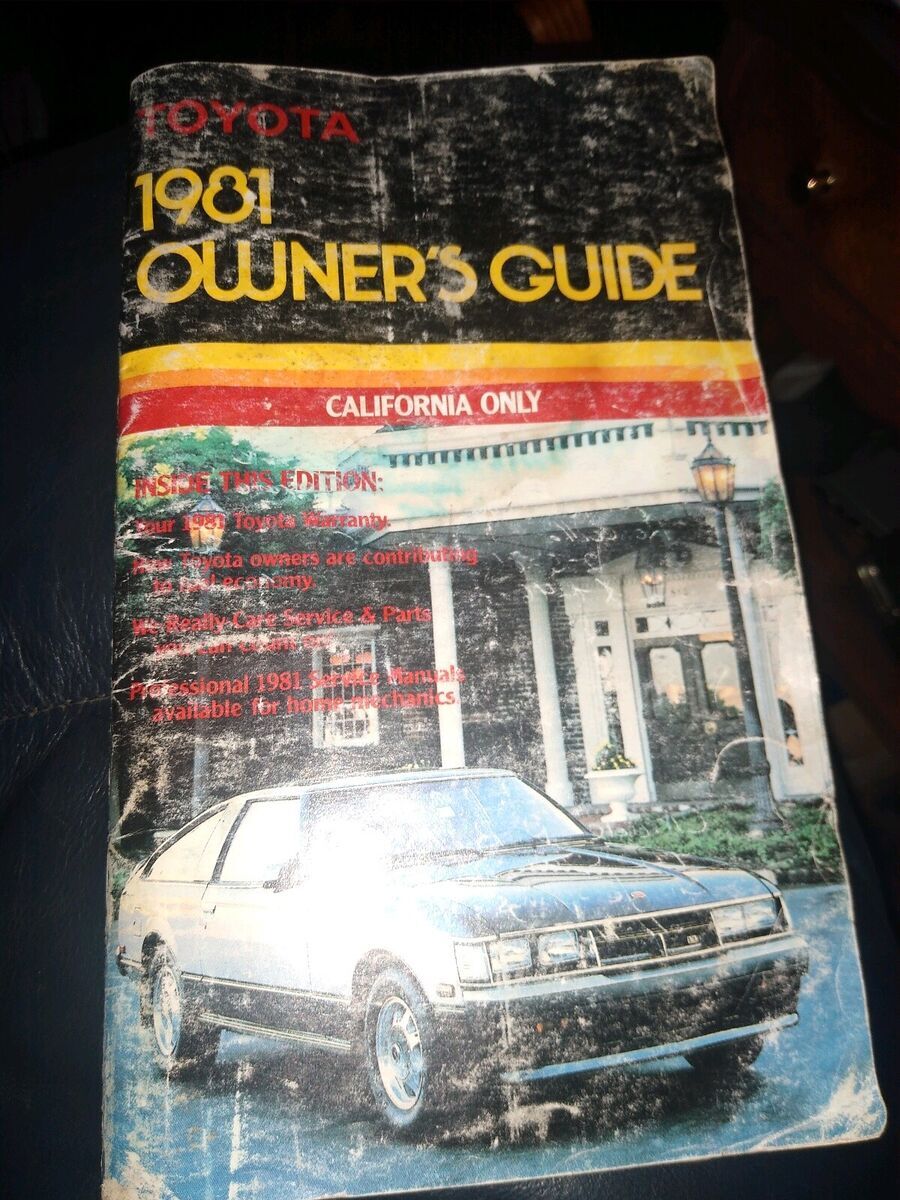 TOYOTA
1981
OWNER'S GUIDE
CALIFORNIA ONLY
INSIDE THIS EDITION:
Your 1981 Toyota Warranty.
How Toyota owners are contributing
to fuel economy.
We Really Care Service & Parts
you can count on.
Professional 1981 Service Manuals
available for home mechanics.